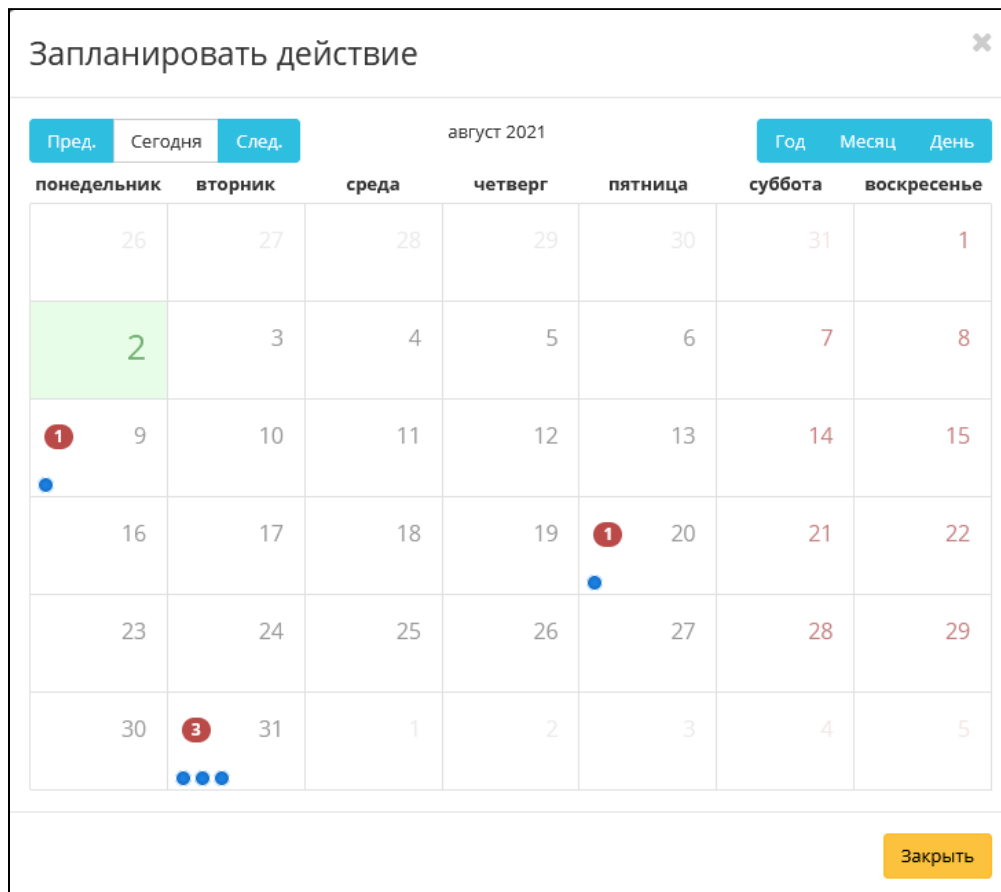 Запланировать действие ×
Пред. Сегодня След. август 2021 Год Месяц День
понедельник вторник среда четверг пятница суббота воскресенье
26 27 28 29 30 31 1
2 3 4 5 6 7 8
1 9 10 11 12 13 14 15
16 17 18 19 1 20 21 22
23 24 25 26 27 28 29
30 3 31 1 2 3 4 5
Закрыть